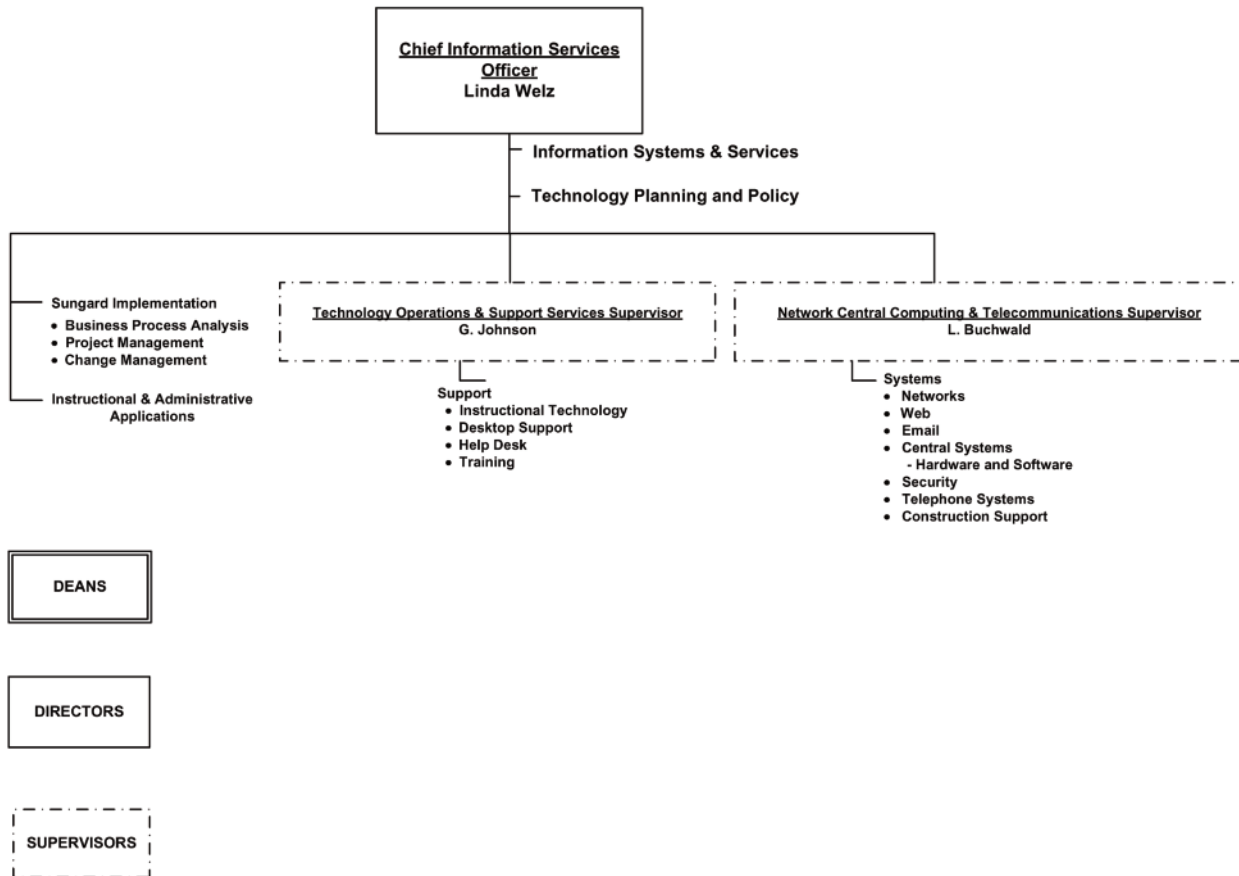 Chief Information Services
Officer
Linda Welz
Information Systems & Services
Technology Planning and Policy
Sungard Implementation
• Business Process Analysis
• Project Management
• Change Management
Instructional & Administrative
Applications
Technology Operations & Support Services Supervisor
G. Johnson
Support
• Instructional Technology
• Desktop Support
• Help Desk
• Training
Network Central Computing & Telecommunications Supervisor
L. Buchwald
Systems
• Networks
• Web
• Email
• Central Systems
- Hardware and Software
• Security
• Telephone Systems
• Construction Support
DEANS
DIRECTORS
SUPERVISORS